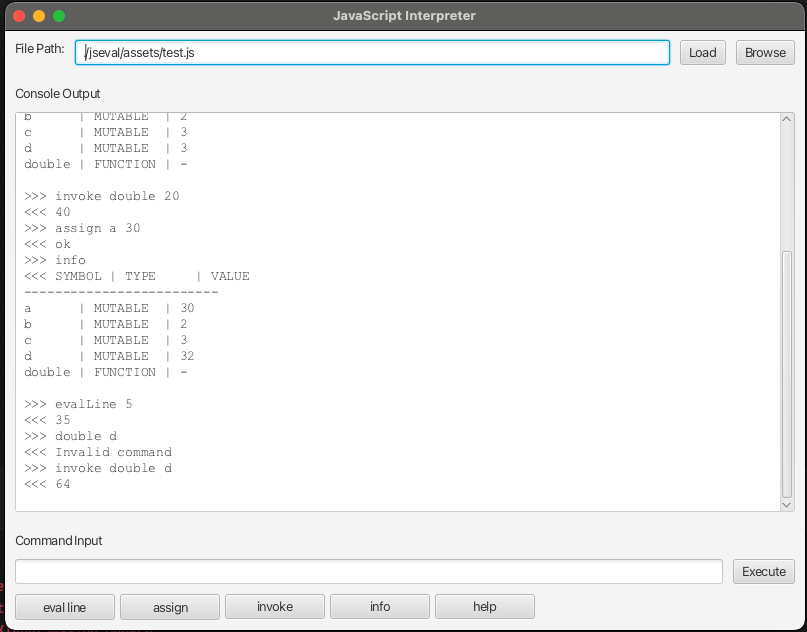 JavaScript Interpreter
File Path: /jseval/assets/test.js Load Browse
Console Output
b      | MUTABLE  | 2
c      | MUTABLE  | 3
d      | MUTABLE  | 3
double | FUNCTION | -
>>> invoke double 20
<<< 40
>>> assign a 30
<<< ok
>>> info
<<< SYMBOL | TYPE     | VALUE
-------------------------
a      | MUTABLE  | 30
b      | MUTABLE  | 2
c      | MUTABLE  | 3
d      | MUTABLE  | 32
double | FUNCTION | -
>>> evalLine 5
<<< 35
>>> double d
<<< Invalid command
>>> invoke double d
<<< 64
Command Input
Execute
eval line assign invoke info help